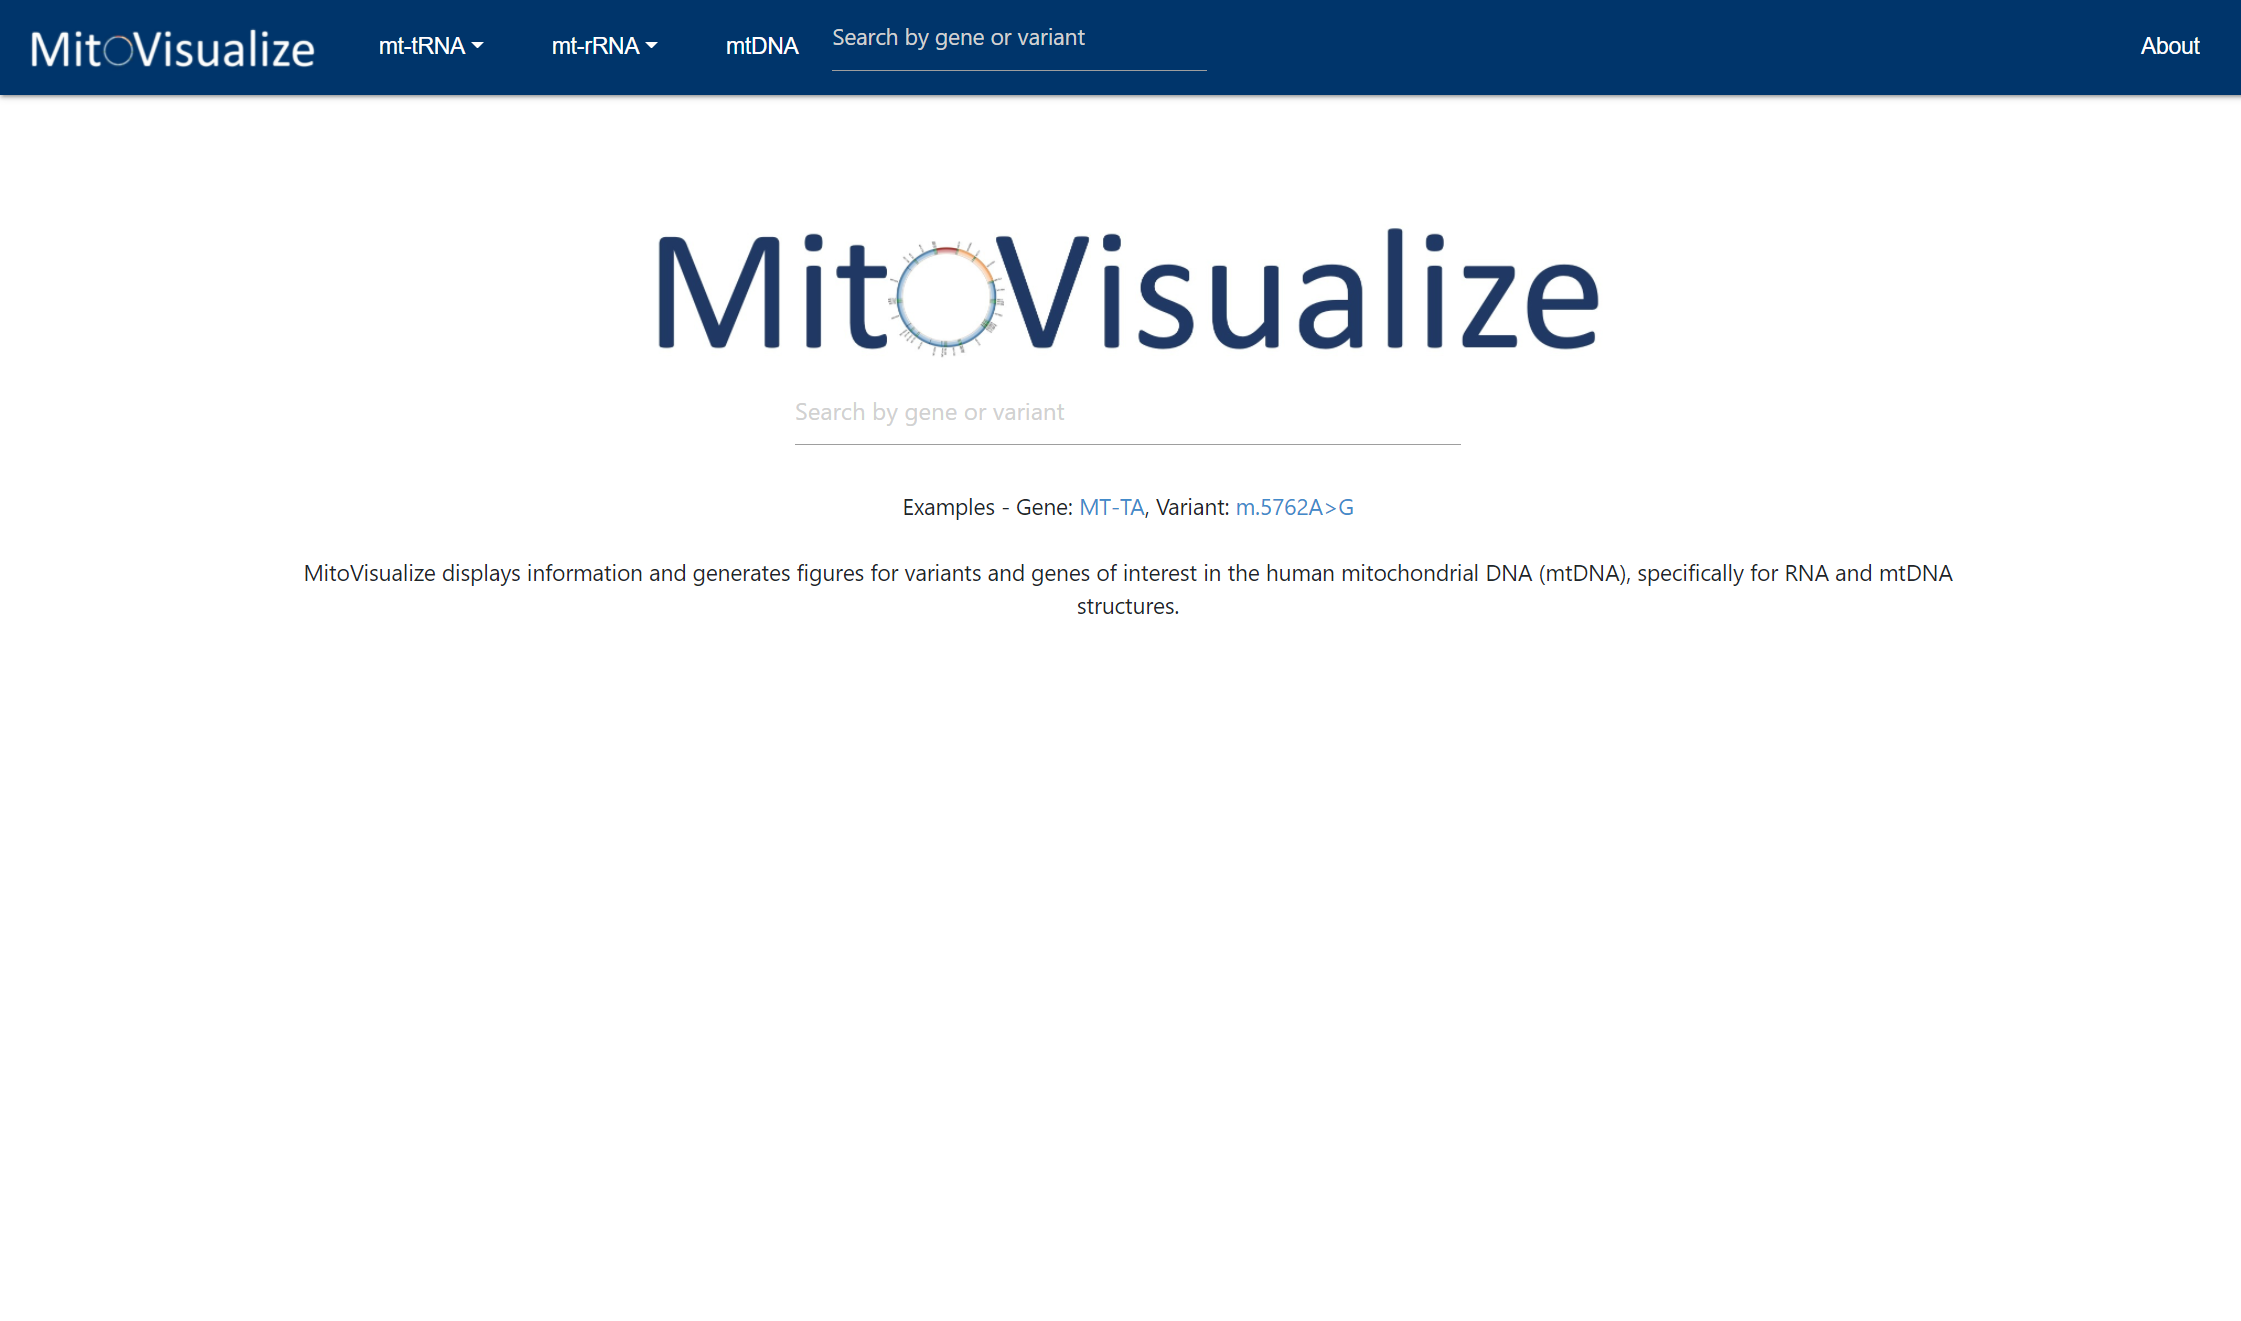 MitoVisualize
mt-tRNA
mt-rRNA
mtDNA
Search by gene or variant
About
MitoVisualize
Search by gene or variant
Examples - Gene: MT-TA, Variant: m.5762A>G
MitoVisualize displays information and generates figures for variants and genes of interest in the human mitochondrial DNA (mtDNA), specifically for RNA and mtDNA
structures.